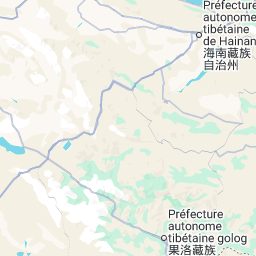 Préfecture
autonome
tibétaine
de Hainan
海南藏族
自治州
Préfecture
autonome
tibétaine golog
果洛藏族